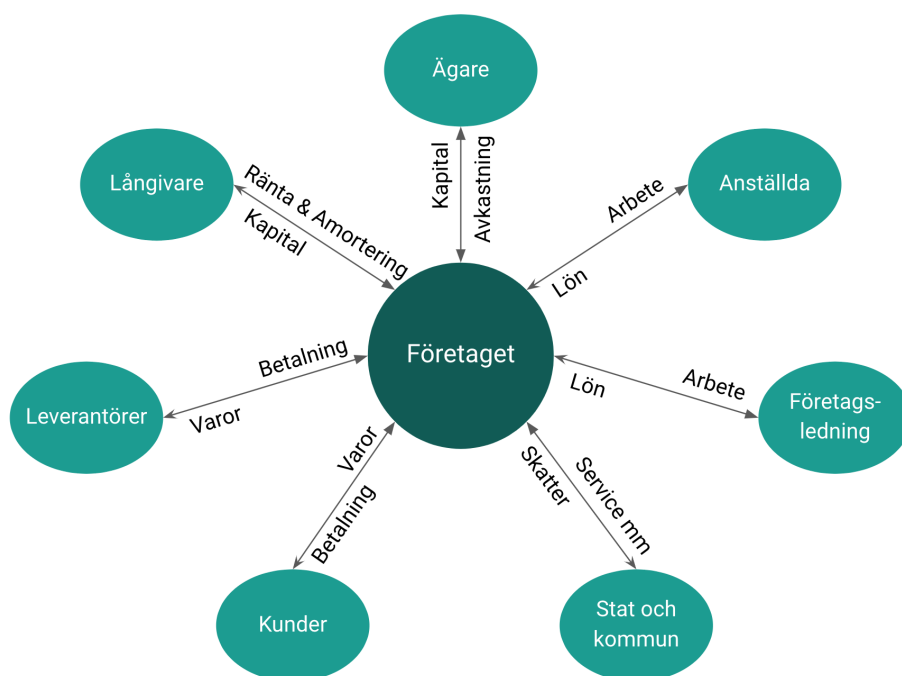 Ägare
Kapital
Avkastning
Långivare
Ränta & Amortering
Kapital
Anställda
Arbete
Lön
Företaget
Betalning
Varor
Leverantörer
Lön
Arbete
Företags-
ledning
Varor
Betalning
Kunder
Skatter
Service mm
Stat och
kommun